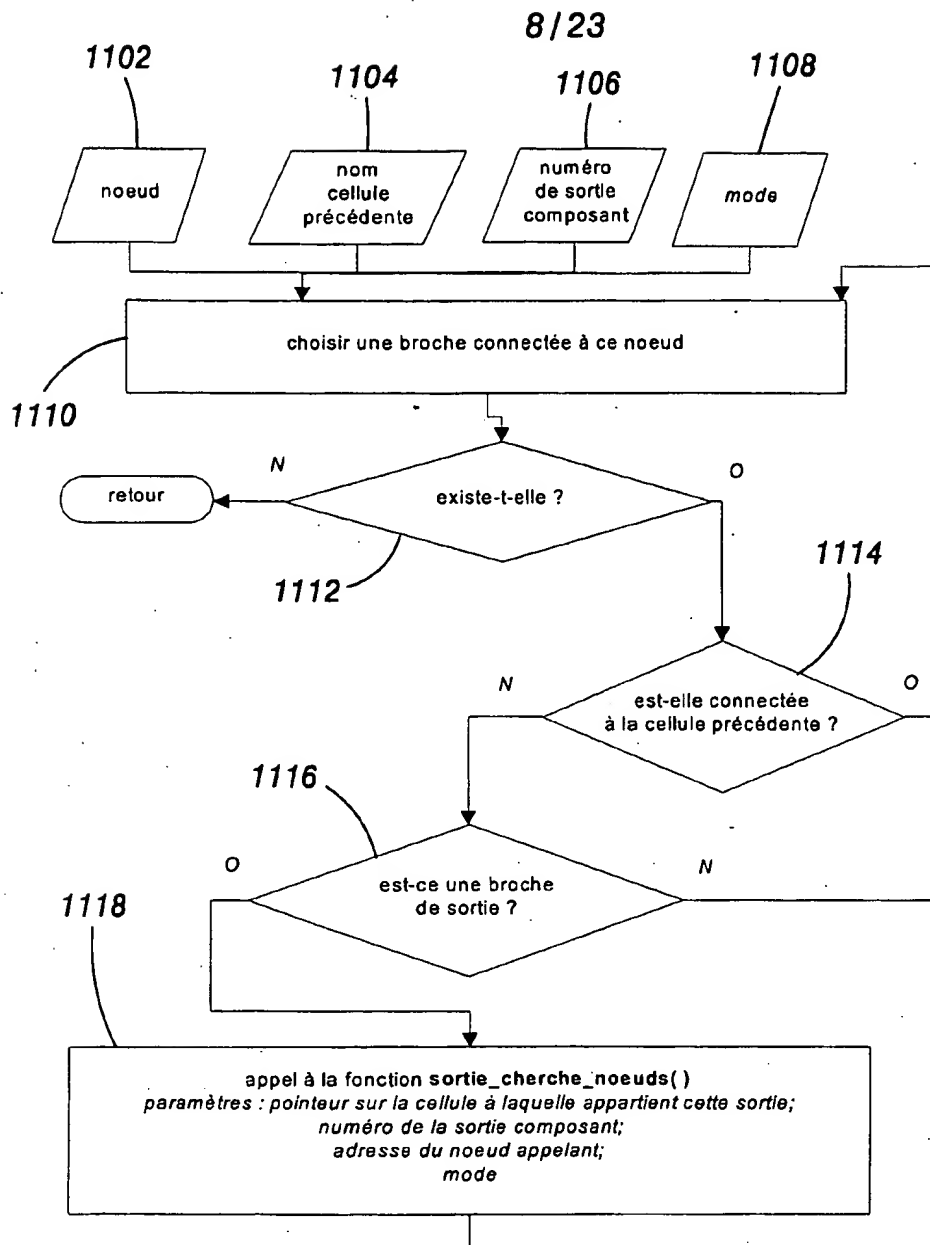 8/23
1102
1104
1106
1108
noeud
nom
cellule
précédente
numéro
de sortie
composant
mode
choisir une broche connectée à ce noeud
1110
N
O
retour
existe-t-elle ?
1112
1114
N
O
est-elle connectée
à la cellule précédente ?
1116
O
N
est-ce une broche
de sortie ?
1118
appel à la fonction sortie_cherche_noeuds( )
paramètres : pointeur sur la cellule à laquelle appartient cette sortie;
numéro de la sortie composant;
adresse du noeud appelant;
mode